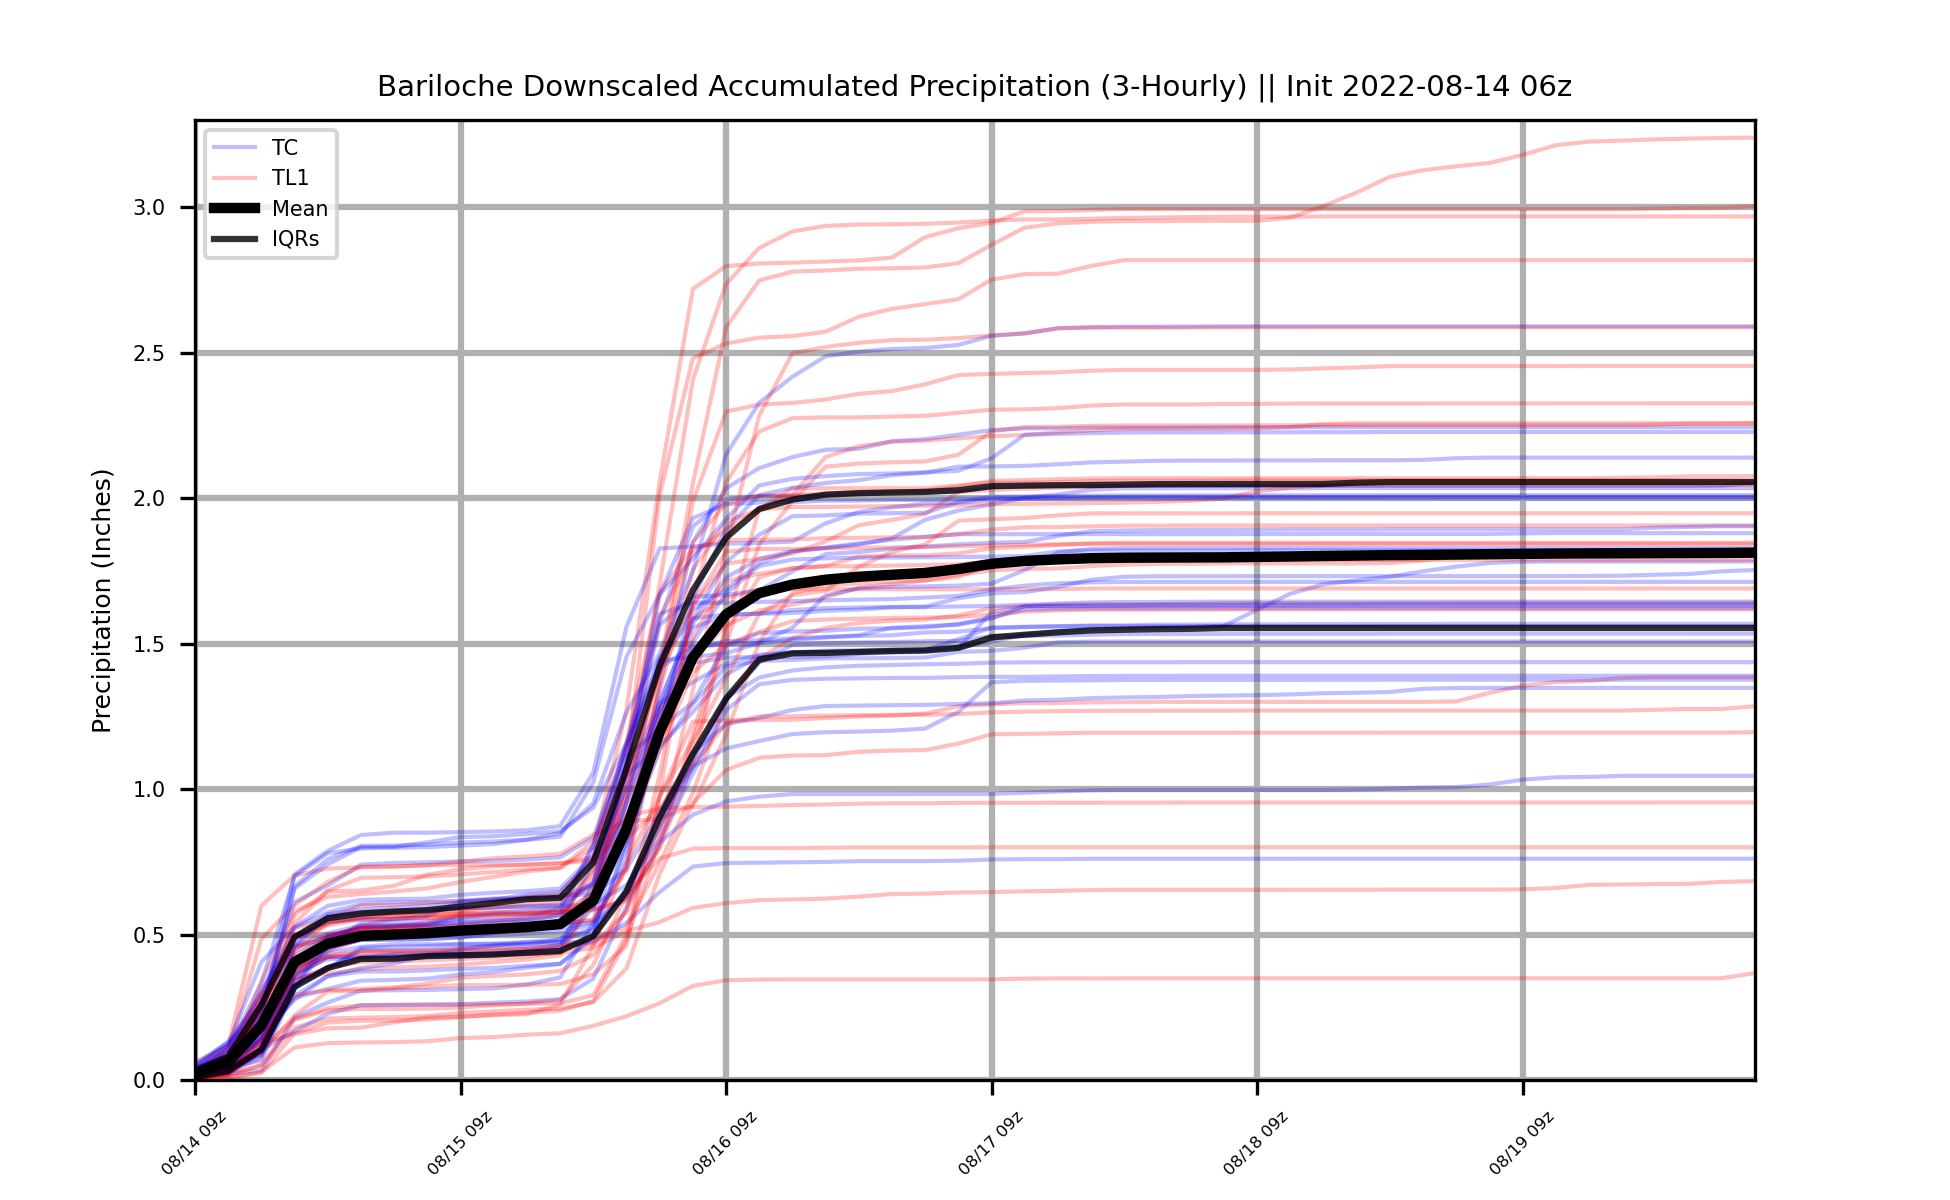 Bariloche Downscaled Accumulated Precipitation (3-Hourly) || Init 2022-08-14 06z
TC
TL1
Mean
IQRs
Precipitation (Inches)
3.0
2.5
2.0
1.5
1.0
0.5
0.0
08/14 09z
08/15 09z
08/16 09z
08/17 09z
08/18 09z
08/19 09z